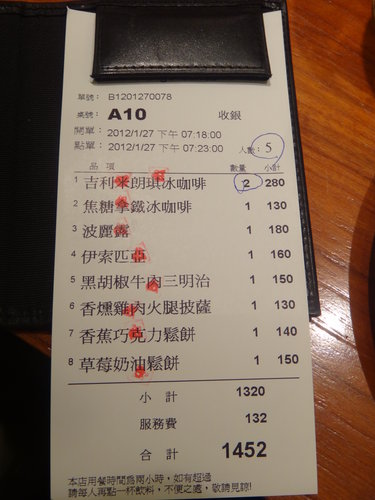 單號： B1201270078
桌號： A10 收銀
開單： 2012/1/27 下午 07:18:00
點單： 2012/1/27 下午 07:23:00 人數： 5
品 項 數量 小計
1 吉利米朗琪冰咖啡 2 280
2 焦糖拿鐵冰咖啡 1 130
3 波麗露 1 180
4 伊索匹亞 1 160
5 黑胡椒牛肉三明治 1 150
6 香燻雞肉火腿披薩 1 130
7 香蕉巧克力鬆餅 1 140
8 草莓奶油鬆餅 1 150
小 計 1320
服務費 132
合 計 1452
本店用餐時間為兩小時，如有超過
請每人再點一杯飲料，不便之處，敬請見諒!